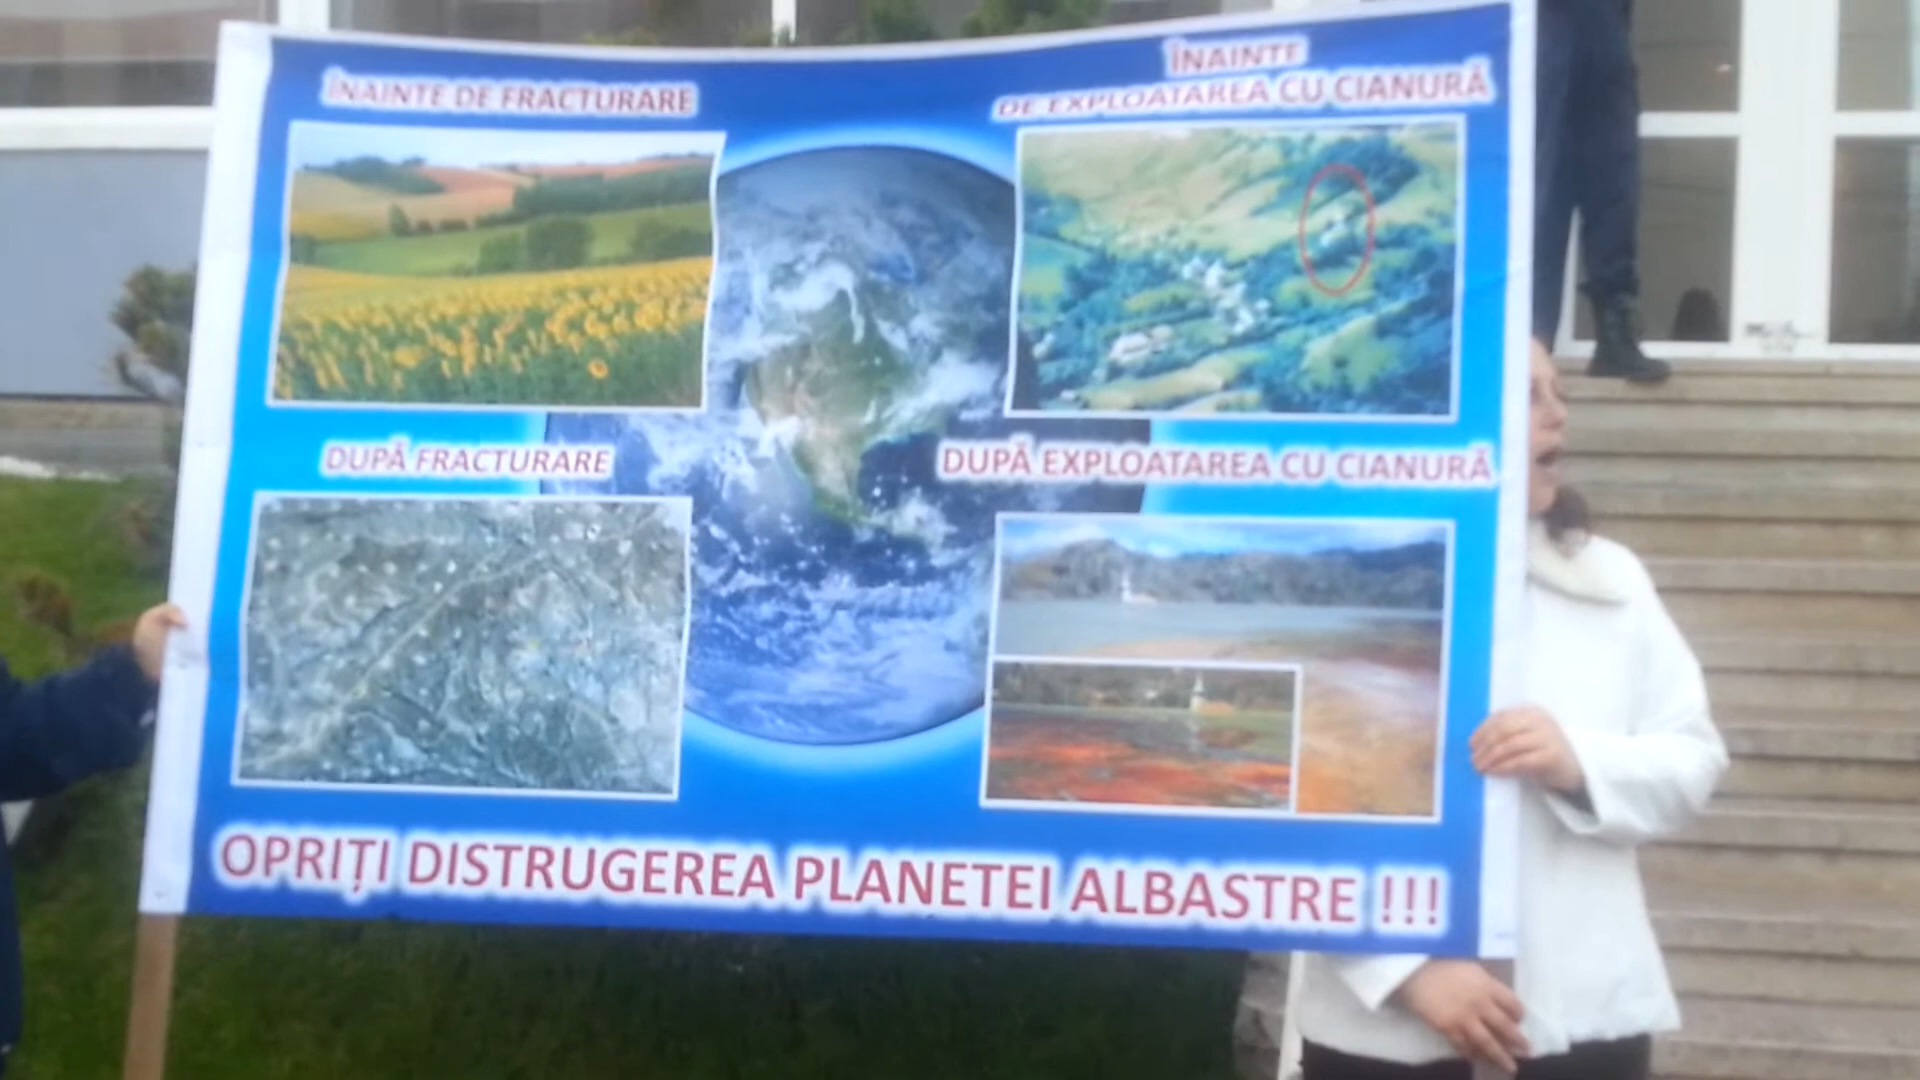 ÎNAINTE DE FRACTURARE
ÎNAINTE
DE EXPLOATAREA CU CIANURĂ
DUPĂ FRACTURARE
DUPĂ EXPLOATAREA CU CIANURĂ
OPRIȚI DISTRUGEREA PLANETEI ALBASTRE !!!